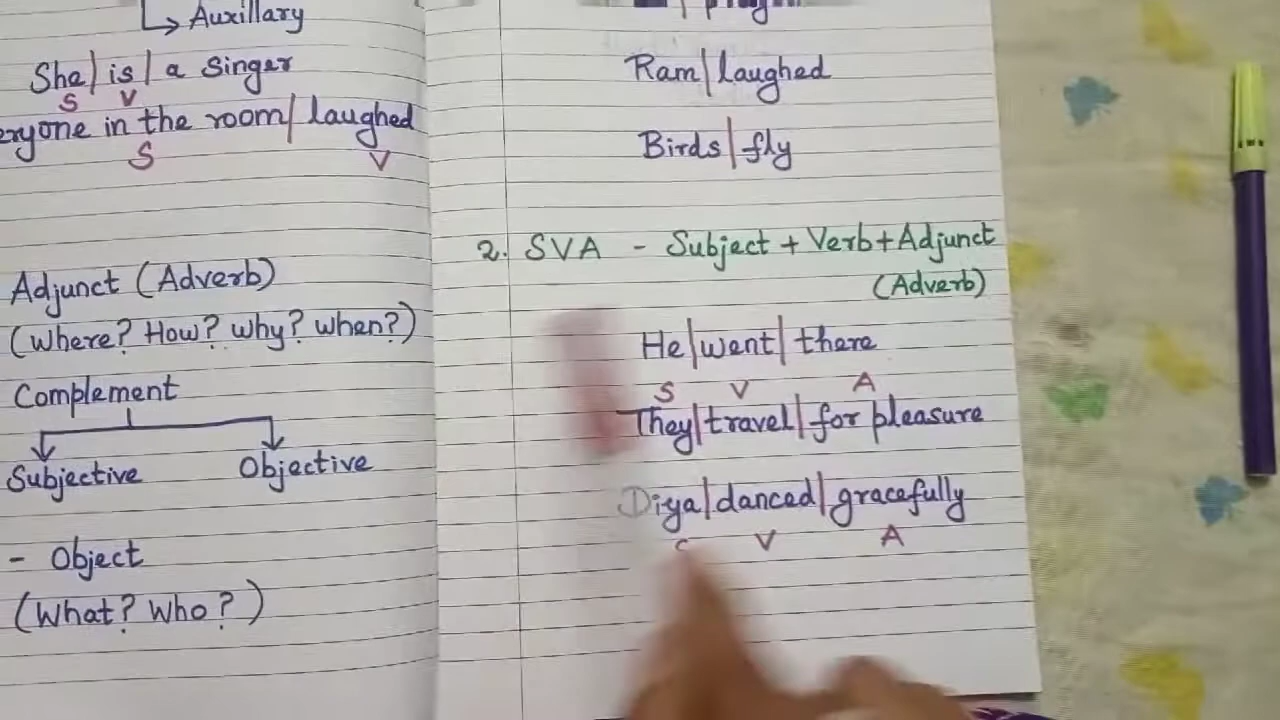 Auxillary
She| is | a singer
S V
in the room | laughed
S V
Adjunct (Adverb)
(Where? How? Why? when?)
Complement
Subjective Objective
- Object
(What? Who?)
Ram | laughed
Birds | fly
2. SVA - Subject + Verb + Adjunct
(Adverb)
He | went | there
S V A
They | travel | for pleasure
Diya | danced | gracefully
V A